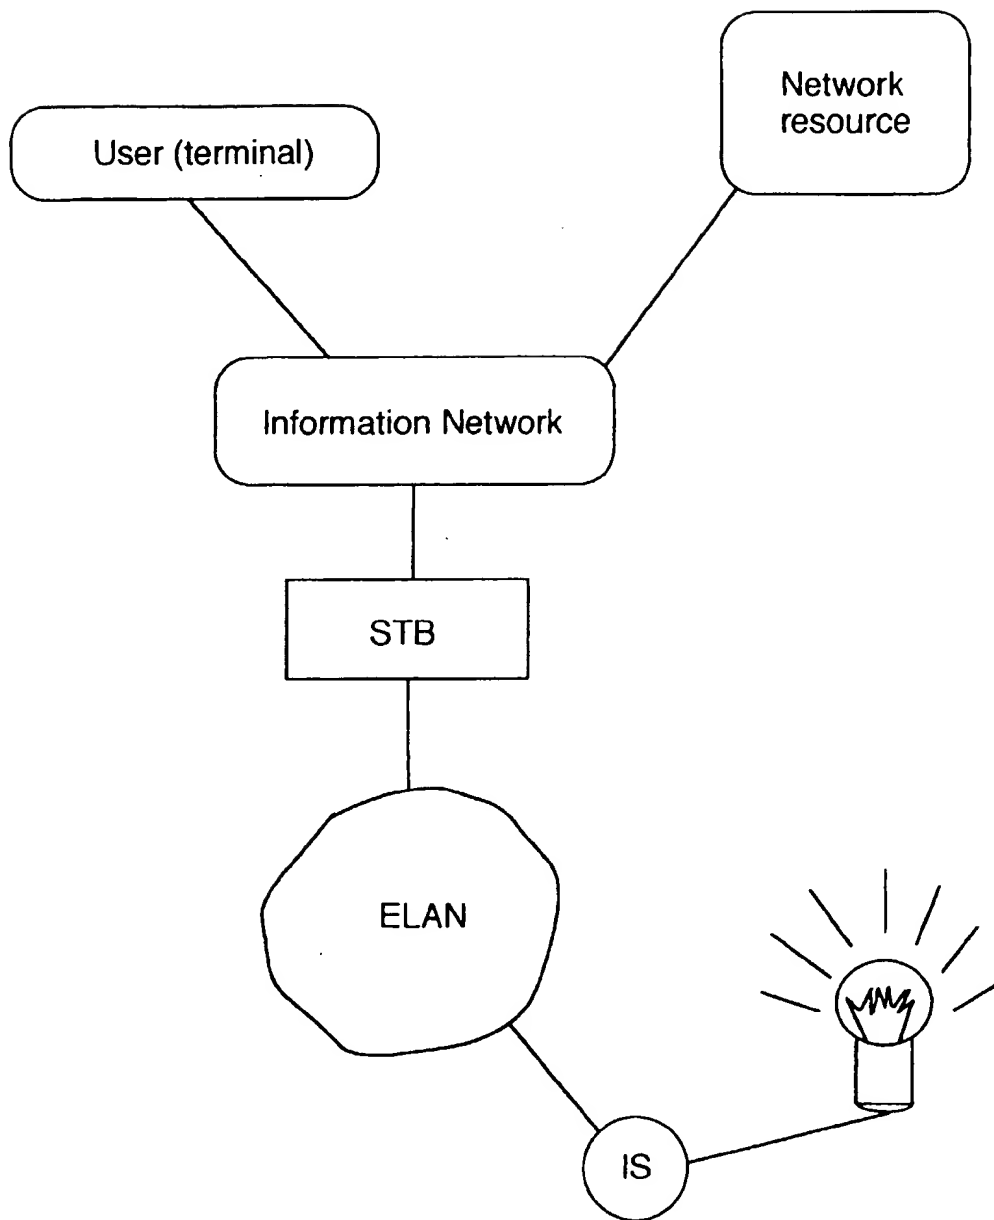 Network
resource
User (terminal)
Information Network
STB
ELAN
IS